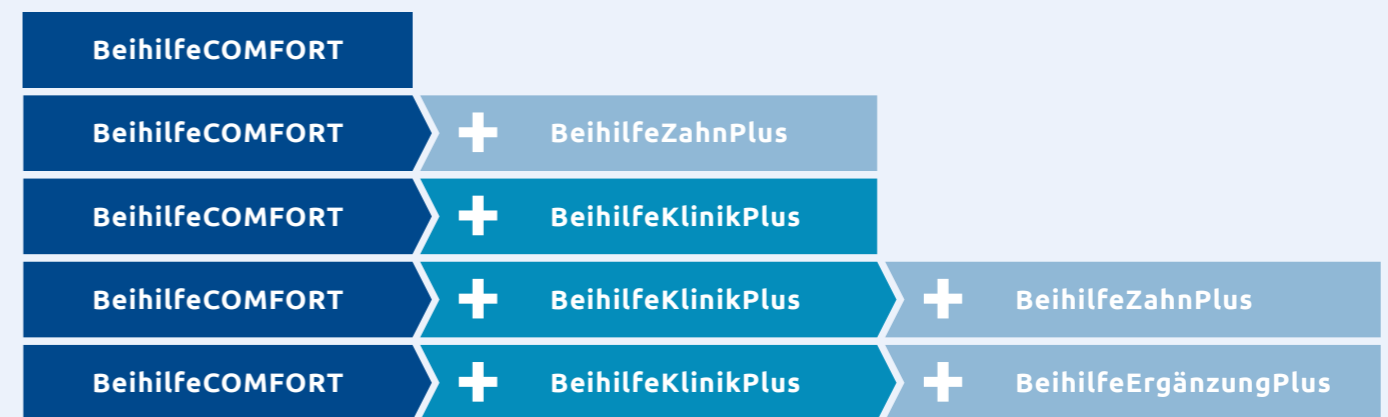 BeihilfeCOMFORT
BeihilfeCOMFORT + BeihilfeZahnPlus
BeihilfeCOMFORT + BeihilfeKlinikPlus
BeihilfeCOMFORT + BeihilfeKlinikPlus + BeihilfeZahnPlus
BeihilfeCOMFORT + BeihilfeKlinikPlus + BeihilfeErgänzungPlus